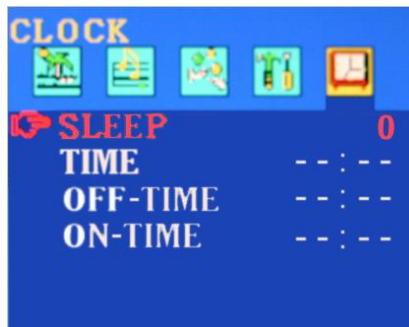 CLOCK
SLEEP 0
TIME --:--
OFF-TIME --:--
ON-TIME --:--